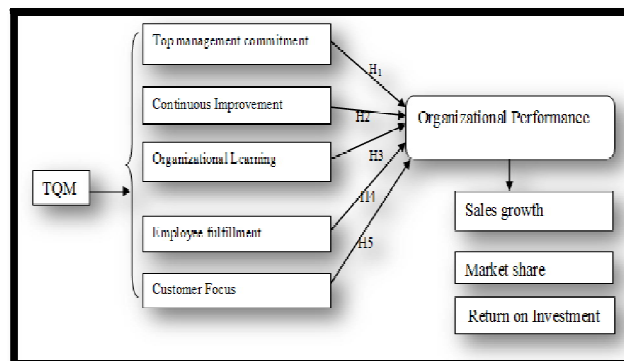 Top management commitment
H1
Continuous Improvement
H2
Organizational Performance
Organizational Learning
H3
TQM
H4
Sales growth
Employee fulfillment
H5
Market share
Customer Focus
Return on Investment